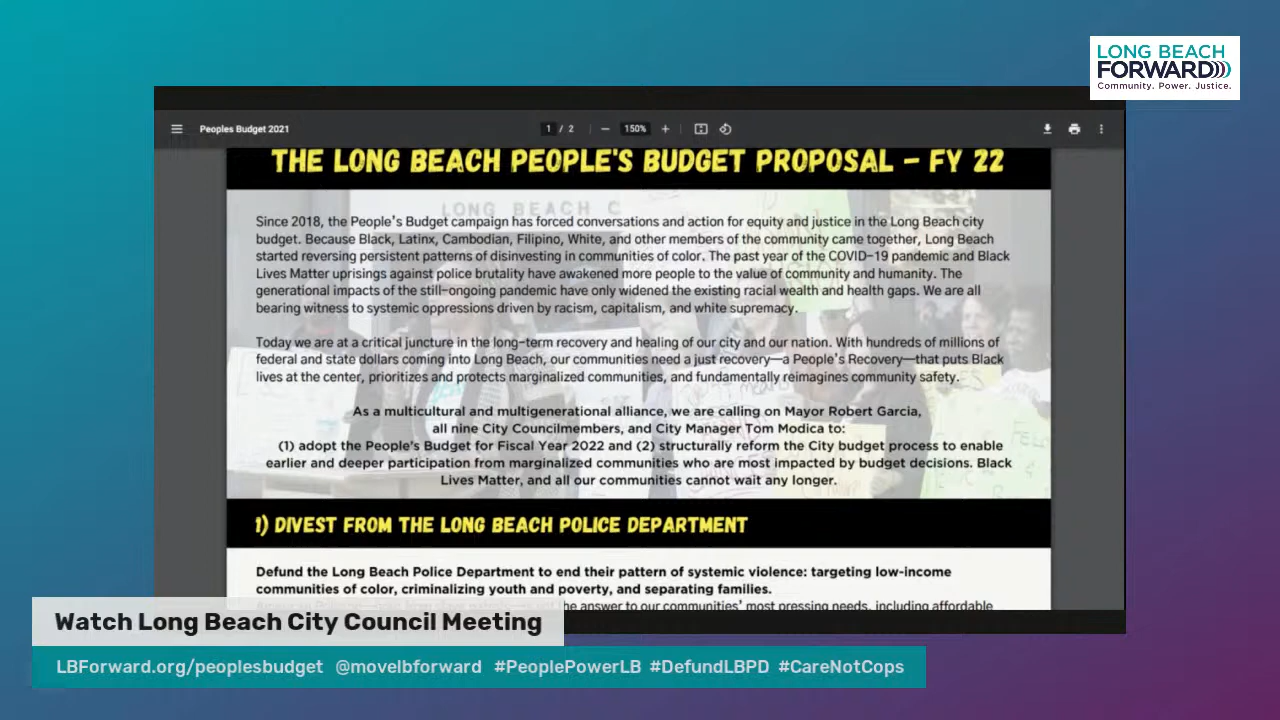 LONG BEACH
FORWARD
Community. Power. Justice.
Peoples Budget 2021
1 / 2
150%
THE LONG BEACH PEOPLE'S BUDGET PROPOSAL – FY 22
LONG BEACH C
Since 2018, the People's Budget campaign has forced conversations and action for equity and justice in the Long Beach city
budget. Because Black, Latinx, Cambodian, Filipino, White, and other members of the community came together, Long Beach
started reversing persistent patterns of disinvesting in communities of color. The past year of the COVID-19 pandemic and Black
Lives Matter uprisings against police brutality have awakened more people to the value of community and humanity. The
generational impacts of the still-ongoing pandemic have only widened the existing racial wealth and health gaps. We are all
bearing witness to systemic oppressions driven by racism, capitalism, and white supremacy.
Today we are at a critical juncture in the long-term recovery and healing of our city and our nation. With hundreds of millions of
federal and state dollars coming into Long Beach, our communities need a just recovery—a People's Recovery—that puts Black
lives at the center, prioritizes and protects marginalized communities, and fundamentally reimagines community safety.
As a multicultural and multigenerational alliance, we are calling on Mayor Robert Garcia,
all nine City Councilmembers, and City Manager Tom Modica to:
(1) adopt the People's Budget for Fiscal Year 2022 and (2) structurally reform the City budget process to enable
earlier and deeper participation from marginalized communities who are most impacted by budget decisions. Black
Lives Matter, and all our communities cannot wait any longer.
1) DIVEST FROM THE LONG BEACH POLICE DEPARTMENT
Defund the Long Beach Police Department to end their pattern of systemic violence: targeting low-income
communities of color, criminalizing youth and poverty, and separating families.
the answer to our communities' most pressing needs, including affordable
Watch Long Beach City Council Meeting
LBForward.org/peoplesbudget @movelbforward #PeoplePowerLB #DefundLBPD #CareNotCops